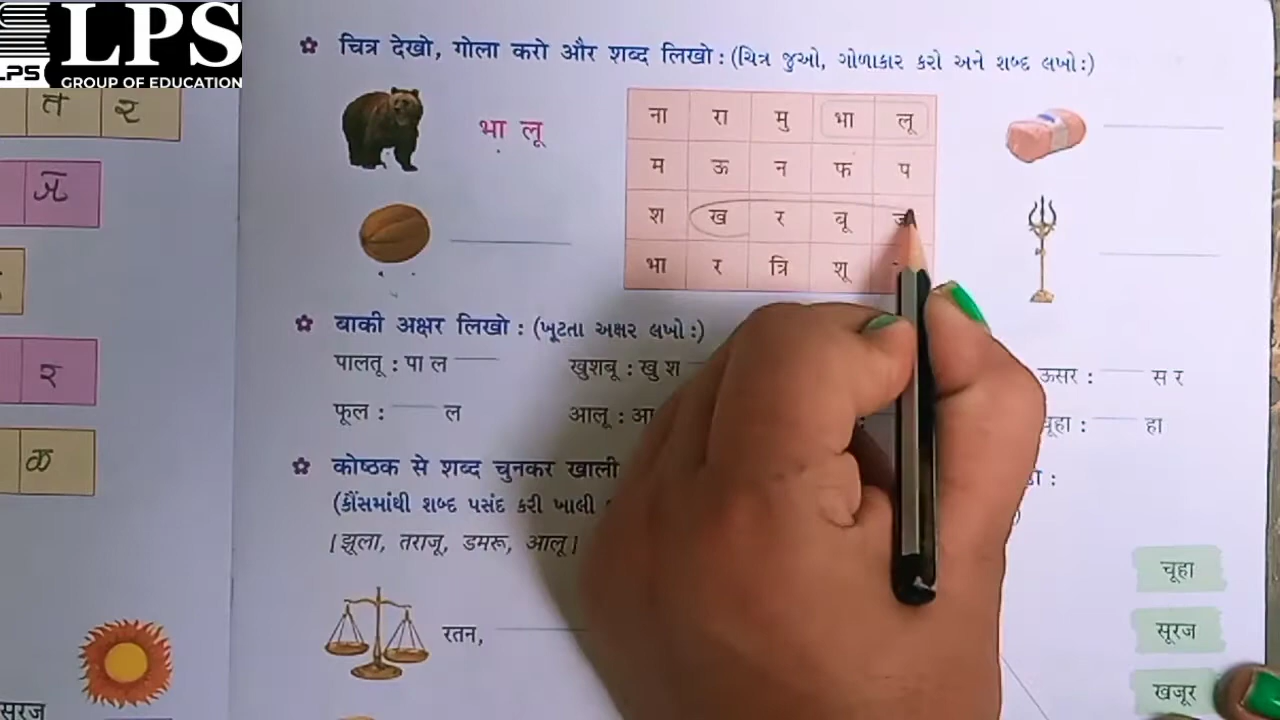 LPS
LPS
GROUP OF EDUCATION
त र
र
ळ
सूरज
चित्र देखो, गोला करो और शब्द लिखो : (ચિત્ર જુઓ, ગોળાકાર કરો અને શબ્દ લખો :)
भा लू
ना रा मु भा लू
म ऊ न फ प
श ख र बू
भा र त्रि शू
बाकी अक्षर लिखो : (ખૂટતા અક્ષર લખો :)
पालतू : पा ल
खुशबू : खु श
ऊसर : स र
फूल : ल
आलू : आ
चूहा : हा
कोष्ठक से शब्द चुनकर खाली
(કૌંસમાંથી શબ્દ પસંદ કરી ખાલી
[झूला, तराजू, डमरू, आलू]
रतन,
चूहा
सूरज
खजूर